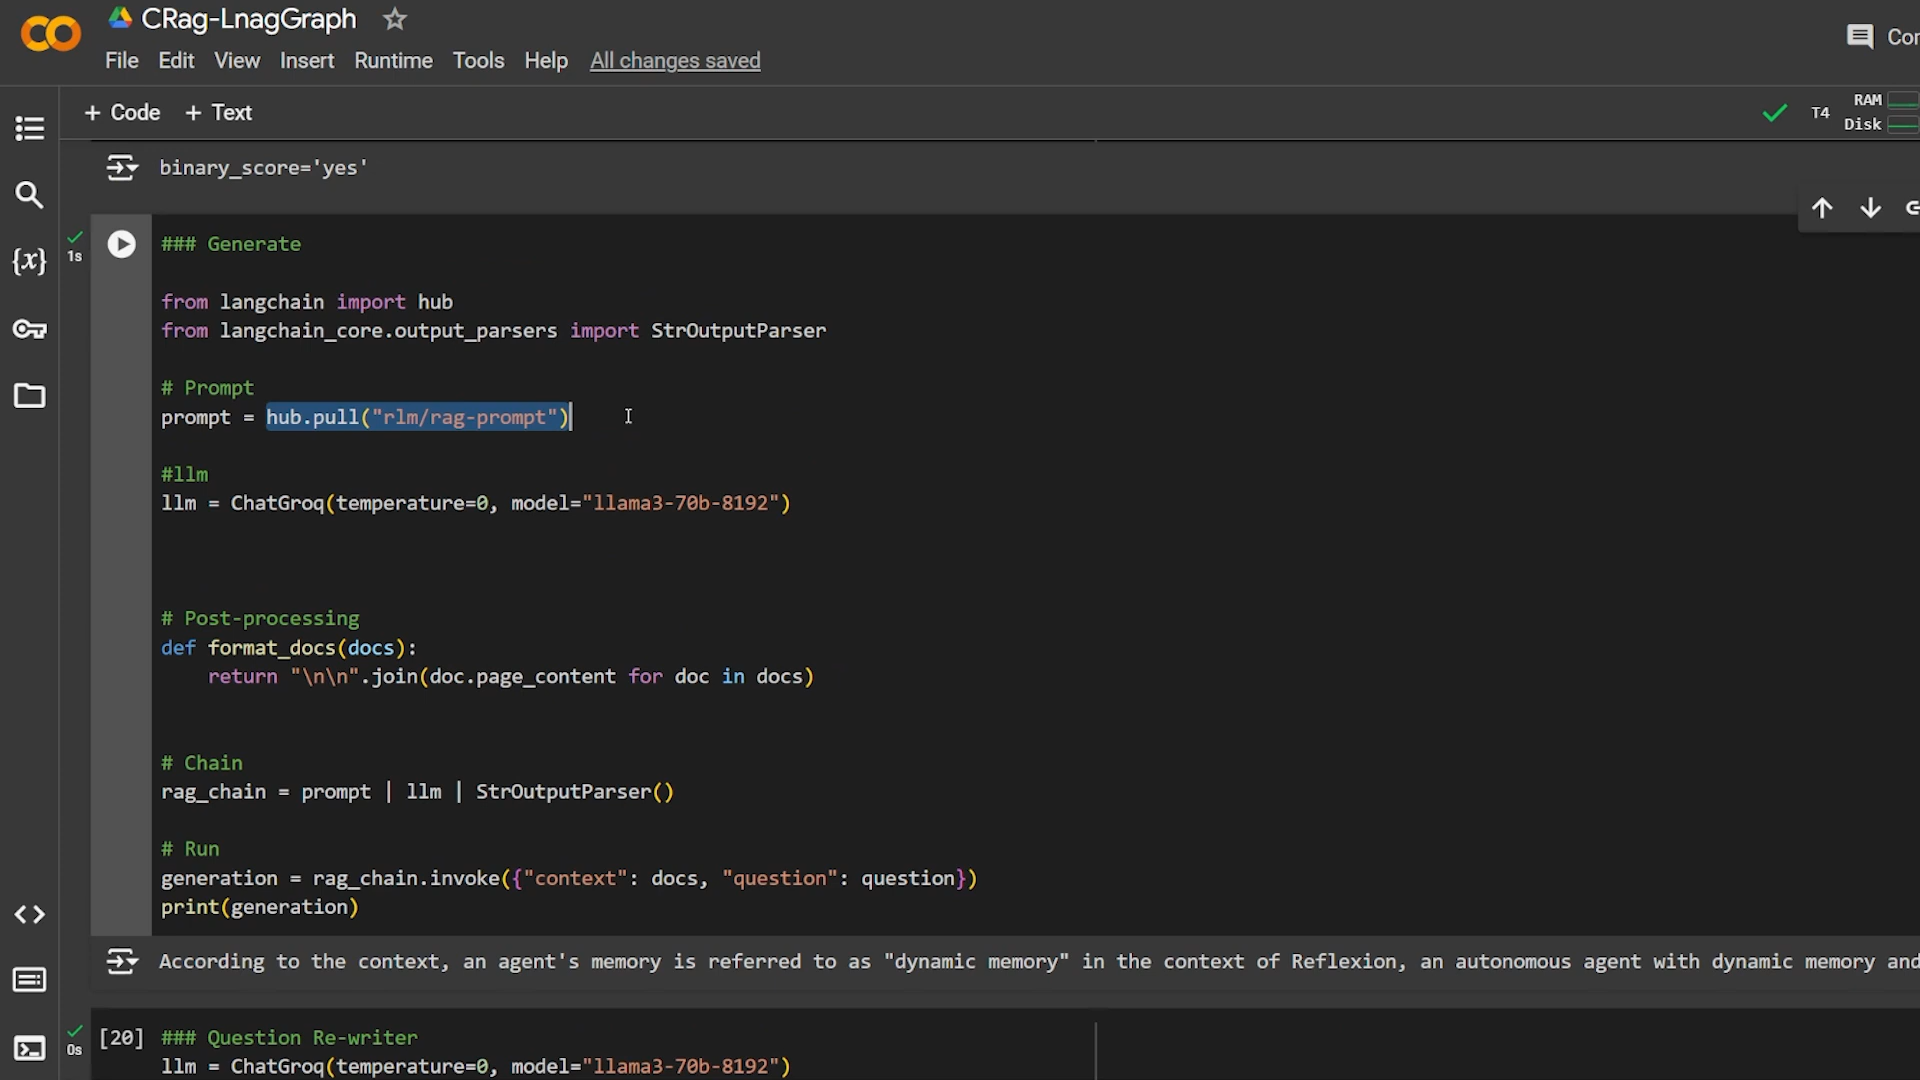 CRag-LnagGraph
File Edit View Insert Runtime Tools Help All changes saved
+ Code + Text
T4 RAM
Disk
binary_score='yes'
1s
### Generate
from langchain import hub
from langchain_core.output_parsers import StrOutputParser
# Prompt
prompt = hub.pull("rlm/rag-prompt")
#llm
llm = ChatGroq(temperature=0, model="llama3-70b-8192")
# Post-processing
def format_docs(docs):
    return "\n\n".join(doc.page_content for doc in docs)
# Chain
rag_chain = prompt | llm | StrOutputParser()
# Run
generation = rag_chain.invoke({"context": docs, "question": question})
print(generation)
According to the context, an agent's memory is referred to as "dynamic memory" in the context of Reflexion, an autonomous agent with dynamic memory and
0s
[20] ### Question Re-writer
llm = ChatGroq(temperature=0, model="llama3-70b-8192")